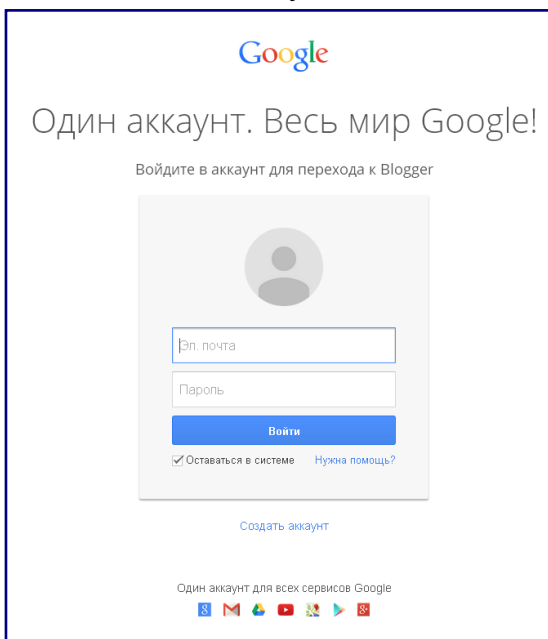 Google
Один аккаунт. Весь мир Google!
Войдите в аккаунт для перехода к Blogger
Эл. почта
Пароль
Войти
Оставаться в системе Нужна помощь?
Создать аккаунт
Один аккаунт для всех сервисов Google